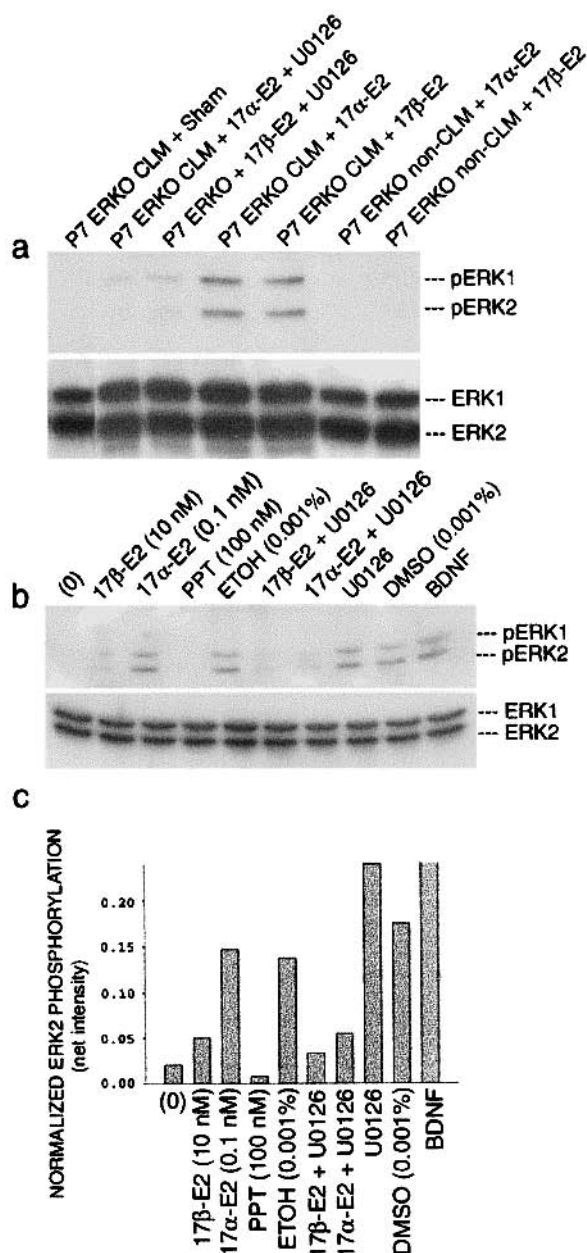 P7 ERKO CLM + Sham
P7 ERKO CLM + 17α-E2 + U0126
P7 ERKO + 17β-E2 + U0126
P7 ERKO CLM + 17α-E2
P7 ERKO CLM + 17β-E2
P7 ERKO non-CLM + 17α-E2
P7 ERKO non-CLM + 17β-E2
a
--- pERK1
--- pERK2
--- ERK1
--- ERK2
b
(0)
17β-E2 (10 nM)
17α-E2 (0.1 nM)
PPT (100 nM)
ETOH (0.001%)
17β-E2 + U0126
17α-E2 + U0126
U0126
DMSO (0.001%)
BDNF
--- pERK1
--- pERK2
--- ERK1
--- ERK2
c
NORMALIZED ERK2 PHOSPHORYLATION
(net intensity)
0.20
0.15
0.10
0.05
0.00
(0)
17β-E2 (10 nM)
17α-E2 (0.1 nM)
PPT (100 nM)
ETOH (0.001%)
17β-E2 + U0126
17α-E2 + U0126
U0126
DMSO (0.001%)
BDNF